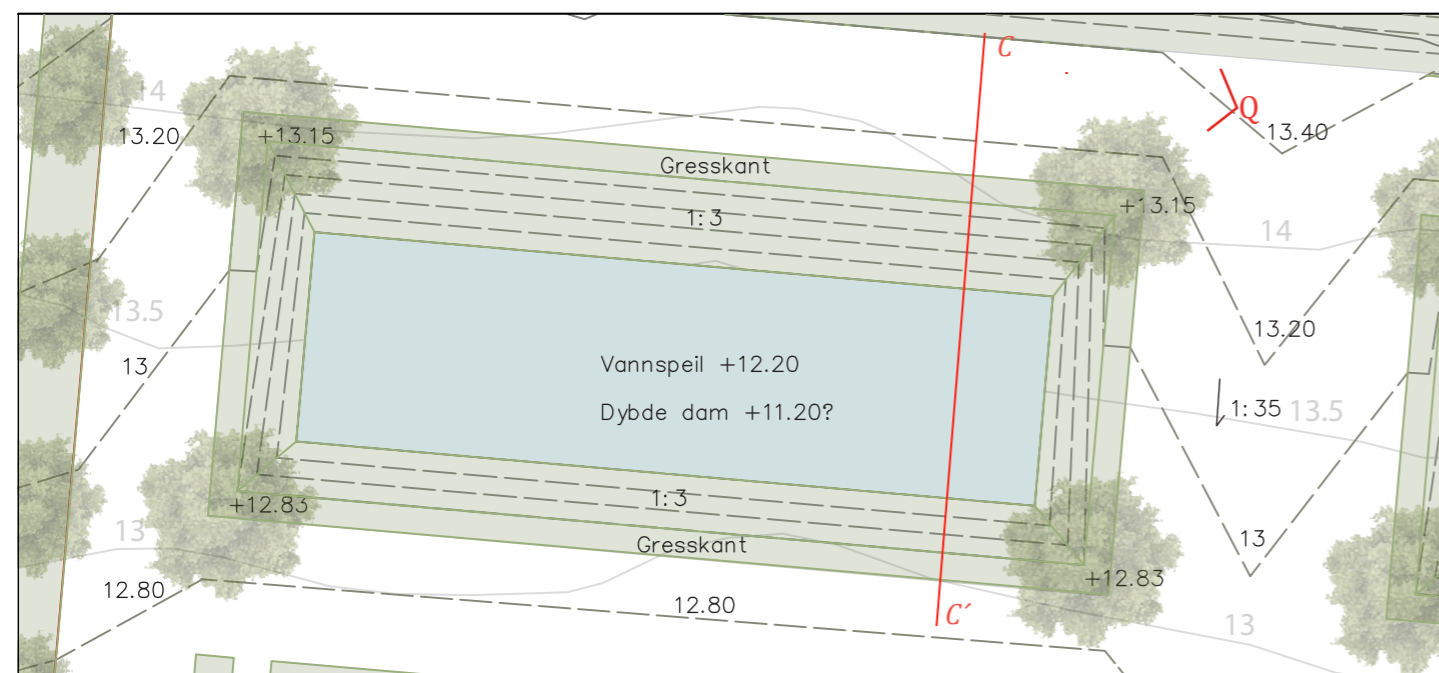 C
14
Q
13.20
+13.15
13.40
Gresskant
+13.15
1:3
14
13.5
13.20
13
Vannspeil +12.20
Dybde dam +11.20?
1:35
13.5
1:3
+12.83
13
13
Gresskant
+12.83
12.80
12.80
C´
13